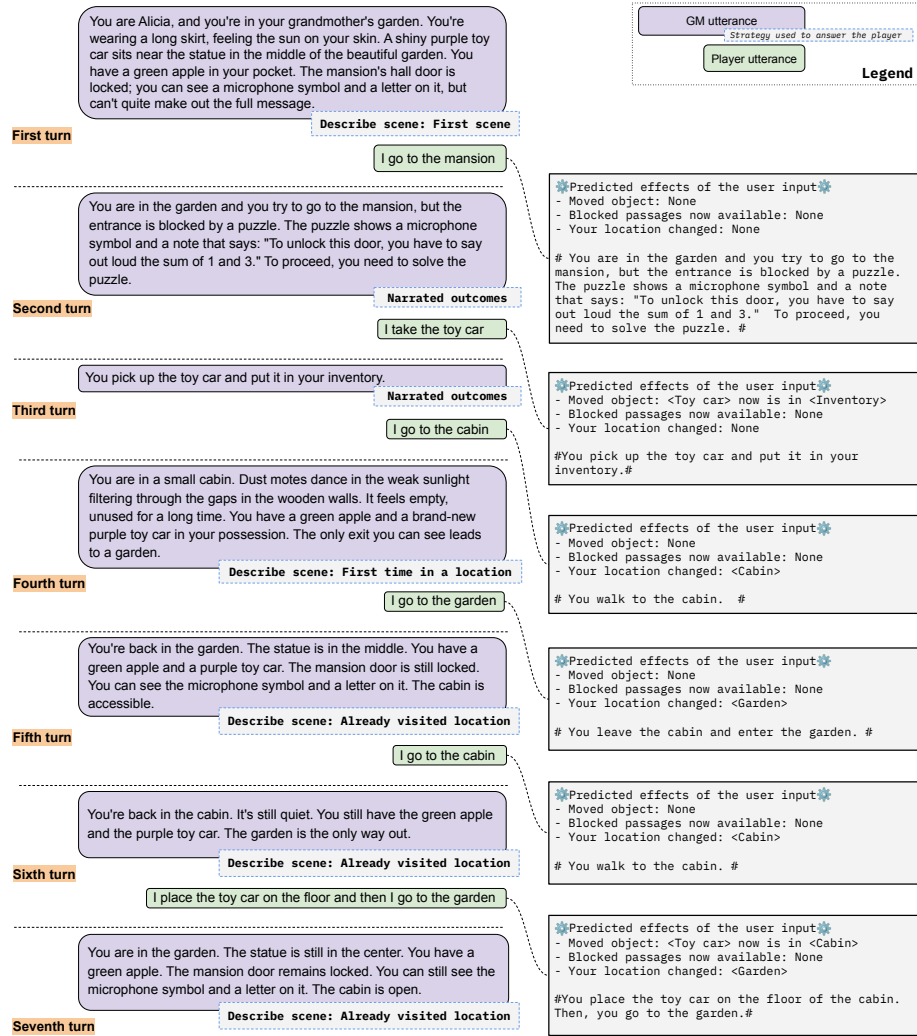 You are Alicia, and you're in your grandmother's garden. You're
wearing a long skirt, feeling the sun on your skin. A shiny purple toy
car sits near the statue in the middle of the beautiful garden. You
have a green apple in your pocket. The mansion's hall door is
locked; you can see a microphone symbol and a letter on it, but
can't quite make out the full message.
Describe scene: First scene
First turn
GM utterance
Strategy used to answer the player
Player utterance
Legend
I go to the mansion
You are in the garden and you try to go to the mansion, but the
entrance is blocked by a puzzle. The puzzle shows a microphone
symbol and a note that says: "To unlock this door, you have to say
out loud the sum of 1 and 3." To proceed, you need to solve the
puzzle.
Narrated outcomes
Second turn
⚙Predicted effects of the user input⚙
- Moved object: None
- Blocked passages now available: None
- Your location changed: None
# You are in the garden and you try to go to the
mansion, but the entrance is blocked by a puzzle.
The puzzle shows a microphone symbol and a note
that says: "To unlock this door, you have to say
out loud the sum of 1 and 3."  To proceed, you
need to solve the puzzle. #
I take the toy car
You pick up the toy car and put it in your inventory.
Narrated outcomes
Third turn
⚙Predicted effects of the user input⚙
- Moved object: <Toy car> now is in <Inventory>
- Blocked passages now available: None
- Your location changed: None
#You pick up the toy car and put it in your
inventory.#
I go to the cabin
You are in a small cabin. Dust motes dance in the weak sunlight
filtering through the gaps in the wooden walls. It feels empty,
unused for a long time. You have a green apple and a brand-new
purple toy car in your possession. The only exit you can see leads
to a garden.
Describe scene: First time in a location
Fourth turn
⚙Predicted effects of the user input⚙
- Moved object: None
- Blocked passages now available: None
- Your location changed: <Cabin>
# You walk to the cabin.  #
I go to the garden
You're back in the garden. The statue is in the middle. You have a
green apple and a purple toy car. The mansion door is still locked.
You can see the microphone symbol and a letter on it. The cabin is
accessible.
Describe scene: Already visited location
Fifth turn
⚙Predicted effects of the user input⚙
- Moved object: None
- Blocked passages now available: None
- Your location changed: <Garden>
# You leave the cabin and enter the garden. #
I go to the cabin
You're back in the cabin. It's still quiet. You still have the green apple
and the purple toy car. The garden is the only way out.
Describe scene: Already visited location
Sixth turn
⚙Predicted effects of the user input⚙
- Moved object: None
- Blocked passages now available: None
- Your location changed: <Cabin>
# You walk to the cabin. #
I place the toy car on the floor and then I go to the garden
You are in the garden. The statue is still in the center. You have a
green apple. The mansion door remains locked. You can still see the
microphone symbol and a letter on it. The cabin is open.
Describe scene: Already visited location
Seventh turn
⚙Predicted effects of the user input⚙
- Moved object: <Toy car> now is in <Cabin>
- Blocked passages now available: None
- Your location changed: <Garden>
#You place the toy car on the floor of the cabin.
Then, you go to the garden.#